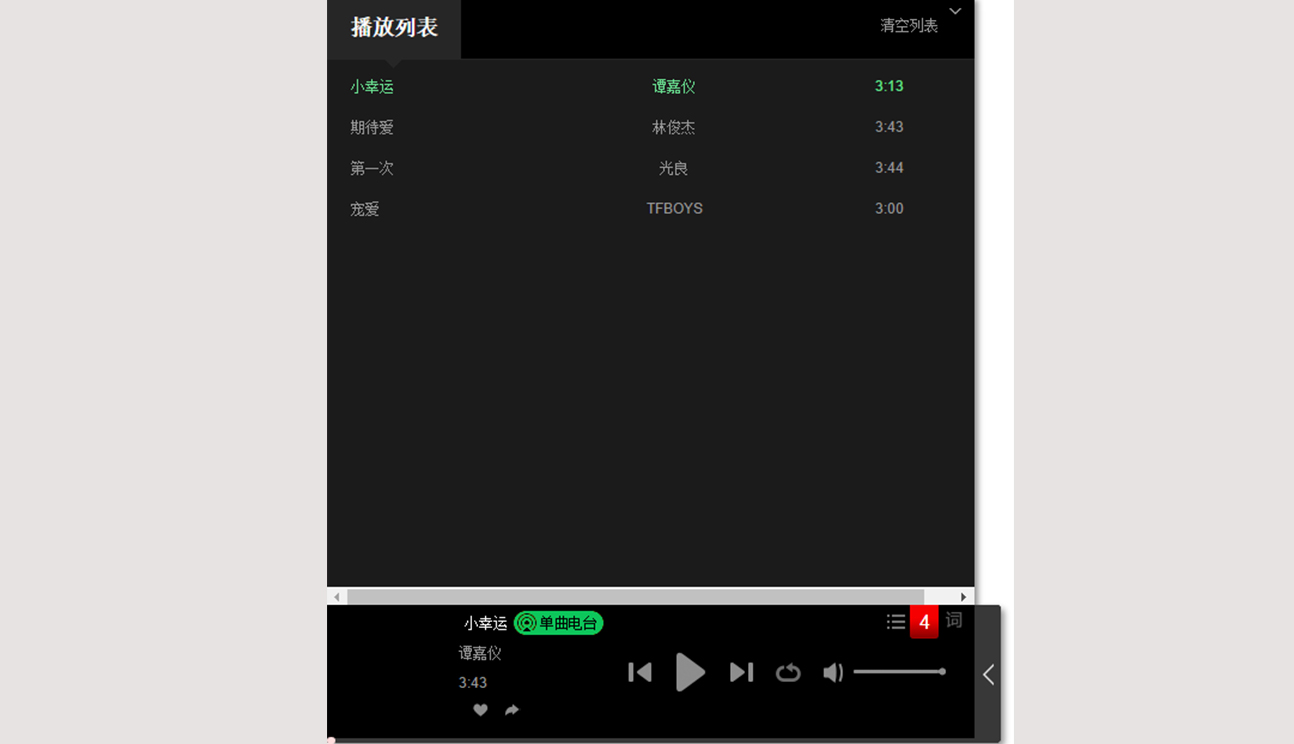 播放列表 清空列表
小幸运 谭嘉仪 3:13
期待爱 林俊杰 3:43
第一次 光良 3:44
宠爱 TFBOYS 3:00
小幸运 单曲电台 4 词
谭嘉仪
3:43